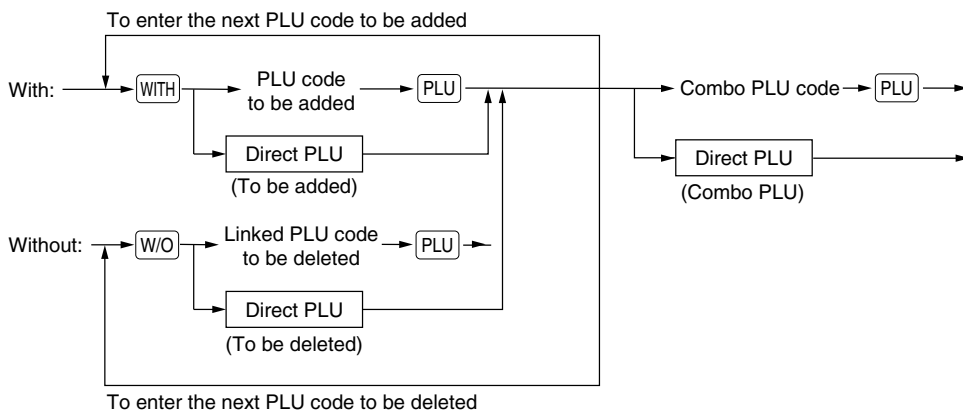 To enter the next PLU code to be added
With:
WITH
PLU code
to be added
PLU
Combo PLU code
PLU
Direct PLU
(To be added)
Direct PLU
(Combo PLU)
Without:
W/O
Linked PLU code
to be deleted
PLU
Direct PLU
(To be deleted)
To enter the next PLU code to be deleted